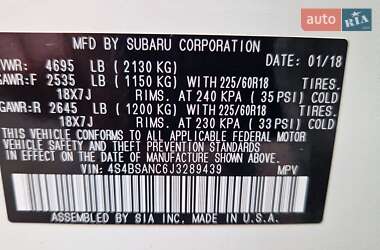 auto RIA
MFD BY SUBARU CORPORATION DATE: 01/18
VWR: 4695 LB (2130 KG)
GAWR:F 2535 LB (1150 KG) WITH 225/60R18 TIRES.
18X7J RIMS. AT 240 KPA (35 PSI) COLD
GAWR:R 2645 LB (1200 KG) WITH 225/60R18 TIRES.
18X7J RIMS. AT 230 KPA (33 PSI) COLD
THIS VEHICLE CONFORMS TO ALL APPLICABLE FEDERAL MOTOR
VEHICLE SAFETY, BUMPER, AND THEFT PREVENTION STANDARDS
IN EFFECT ON THE DATE OF MANUFACTURE SHOWN ABOVE.
VIN: 4S4BSANC6J3289439 MPV
ASSEMBLED BY SIA INC. MADE IN U.S.A.